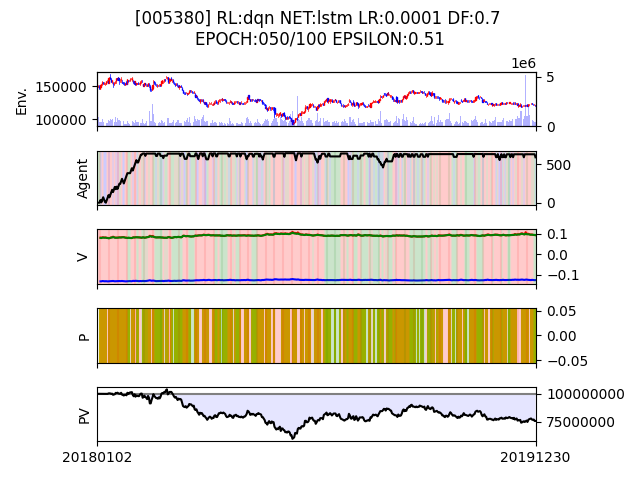 [005380] RL:dqn NET:lstm LR:0.0001 DF:0.7
EPOCH:050/100 EPSILON:0.51
1e6
Env.
150000
100000
5
0
Agent
500
0
V
0.1
0.0
−0.1
P
0.05
0.00
−0.05
PV
100000000
75000000
20180102
20191230